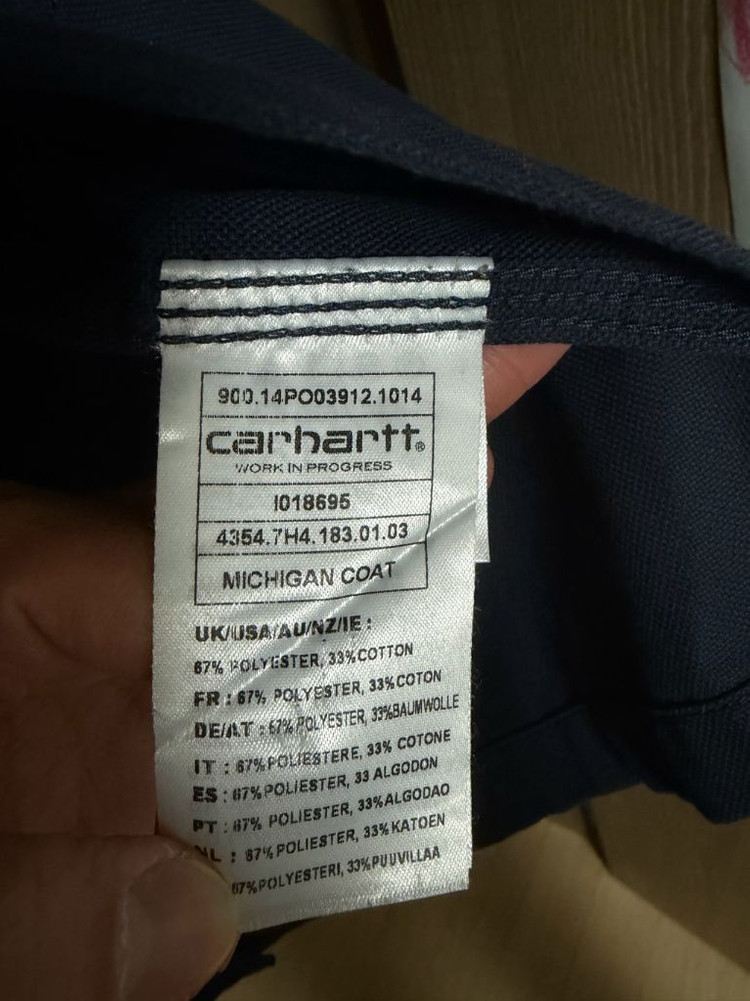 900.14PO03912.1014
carhartt®
WORK IN PROGRESS
I018695
4354.7H4.183.01.03
MICHIGAN COAT
UK/USA/AU/NZ/IE :
67% POLYESTER, 33%COTTON
FR : 67% POLYESTER, 33%COTON
DE/AT : 67% POLYESTER, 33%BAUMWOLLE
IT : 67%POLIESTERE, 33% COTONE
ES : 67%POLIESTER, 33 ALGODON
PT : 67% POLIÉSTER, 33%ALGODAO
NL : 67%POLIESTER, 33%KATOEN
67%POLYESTERI, 33%PUUVILLAA